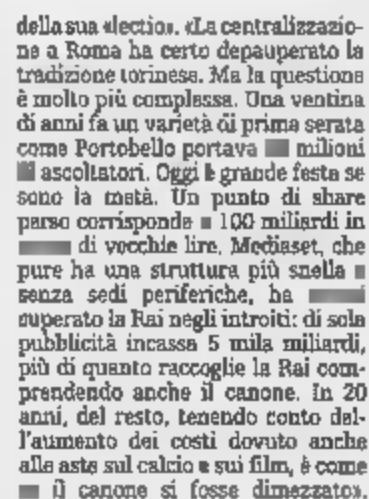 della sua «lectio». «La centralizzazio-
ne a Roma ha certo depauperato la
tradizione torinese. Ma la questione
è molto più complessa. Una ventina
di anni fa un varietà di prima serata
come Portobello portava milioni
ascoltatori. Oggi è grande festa se
sono la metà. Un punto di share
perso corrisponde a 100 miliardi in
di vecchie lire. Mediaset, che
pure ha una struttura più snella
senza sedi periferiche, ha
superato la Rai negli introiti: di sola
pubblicità incassa 5 mila miliardi,
più di quanto raccoglie la Rai com-
prendendo anche il canone. In 20
anni, del resto, tenendo conto del-
l'aumento dei costi dovuto anche
alle aste sul calcio e sui film, è come
il canone si fosse dimezzato».